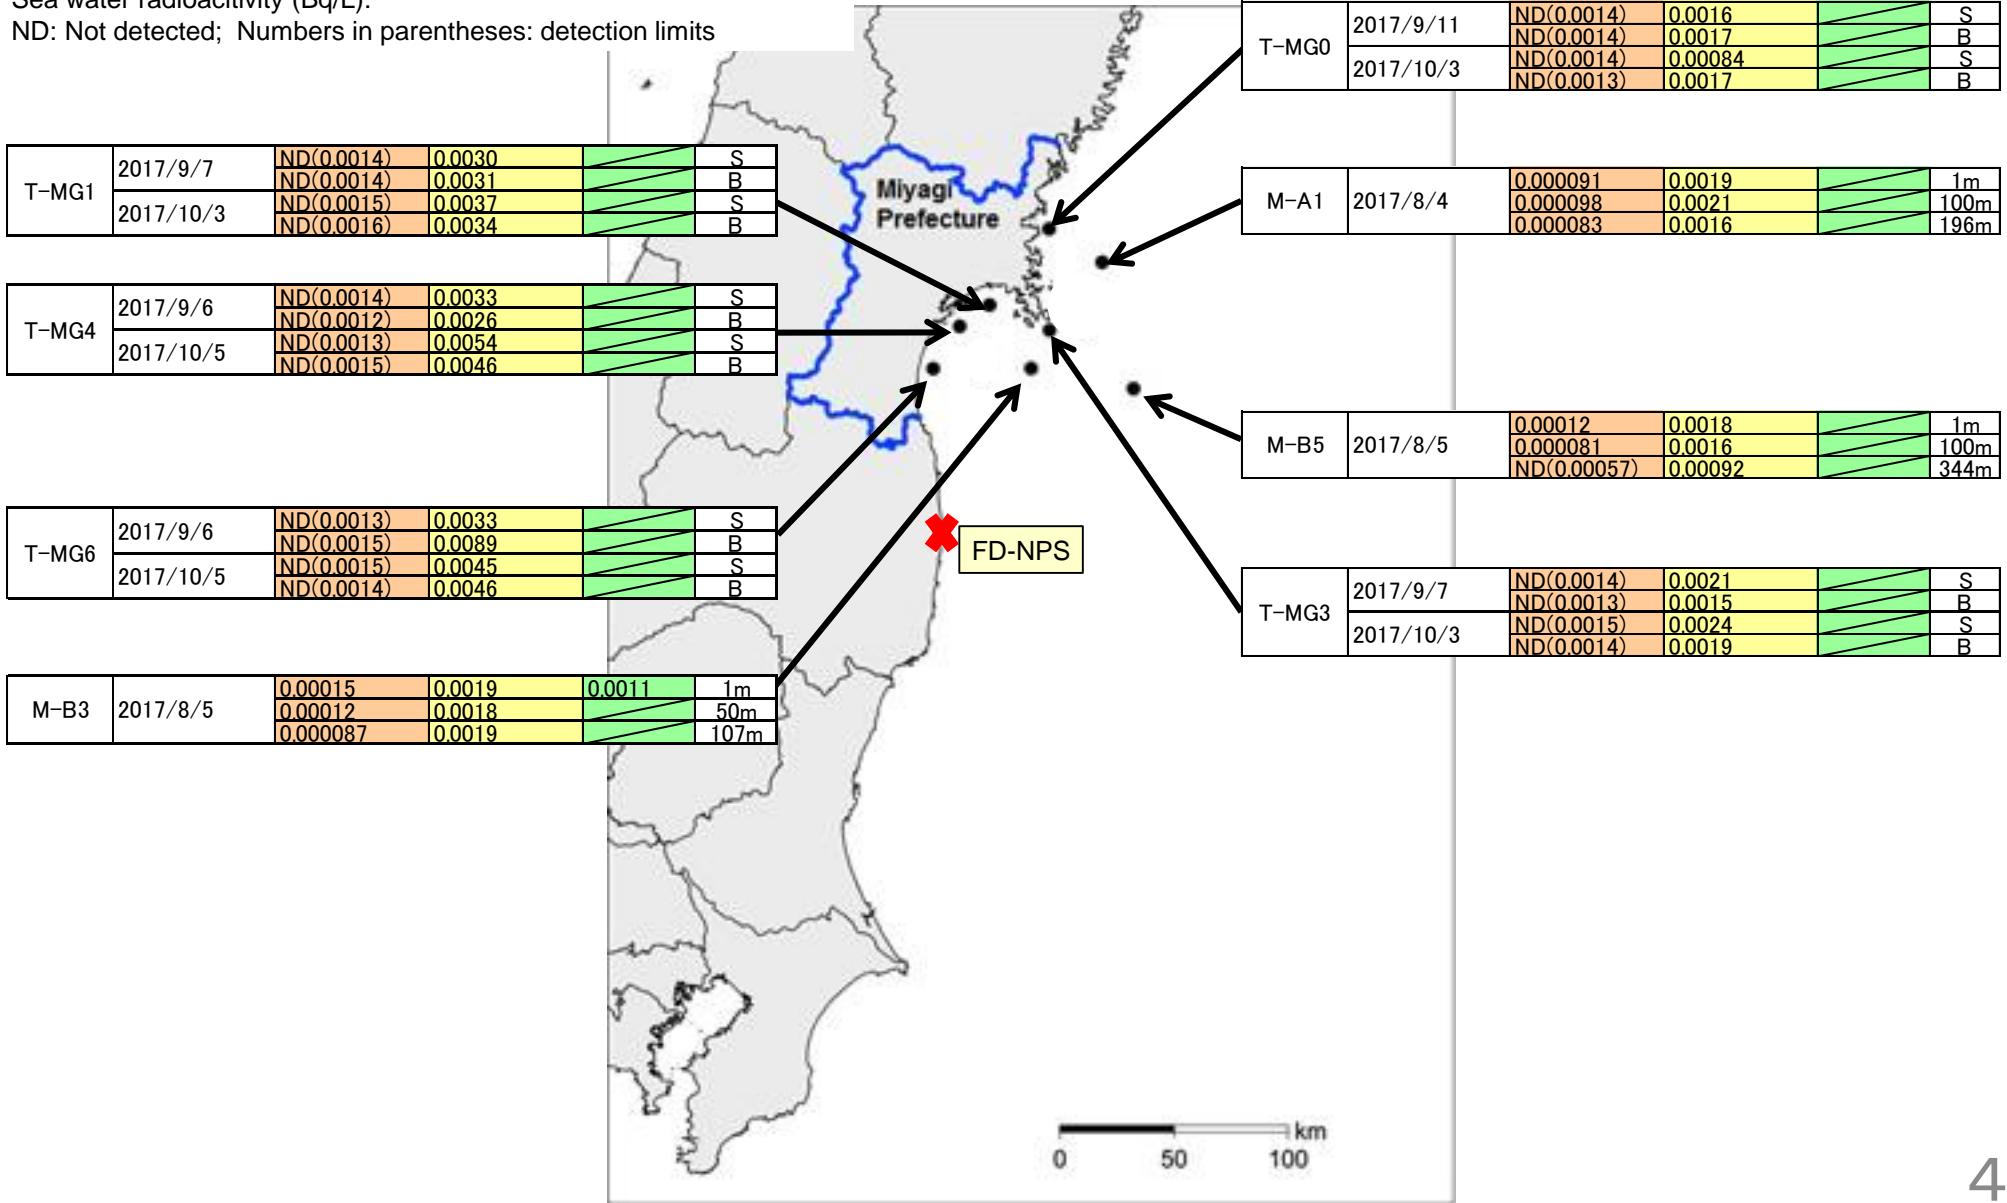 Sea water radioacitivity (Bq/L).
ND: Not detected; Numbers in parentheses: detection limits
T-MG0
2017/9/11 ND(0.0014) 0.0016 S
ND(0.0014) 0.0017 B
2017/10/3 ND(0.0014) 0.00084 S
ND(0.0013) 0.0017 B
T-MG1
2017/9/7 ND(0.0014) 0.0030 S
ND(0.0014) 0.0031 B
2017/10/3 ND(0.0015) 0.0037 S
ND(0.0016) 0.0034 B
M-A1 2017/8/4
0.000091 0.0019 1m
0.000098 0.0021 100m
0.000083 0.0016 196m
Miyagi
Prefecture
T-MG4
2017/9/6 ND(0.0014) 0.0033 S
ND(0.0012) 0.0026 B
2017/10/5 ND(0.0013) 0.0054 S
ND(0.0015) 0.0046 B
M-B5 2017/8/5
0.00012 0.0018 1m
0.000081 0.0016 100m
ND(0.00057) 0.00092 344m
T-MG6
2017/9/6 ND(0.0013) 0.0033 S
ND(0.0015) 0.0089 B
2017/10/5 ND(0.0015) 0.0045 S
ND(0.0014) 0.0046 B
FD-NPS
T-MG3
2017/9/7 ND(0.0014) 0.0021 S
ND(0.0013) 0.0015 B
2017/10/3 ND(0.0015) 0.0024 S
ND(0.0014) 0.0019 B
M-B3 2017/8/5
0.00015 0.0019 0.0011 1m
0.00012 0.0018 50m
0.000087 0.0019 107m
km
0 50 100
4